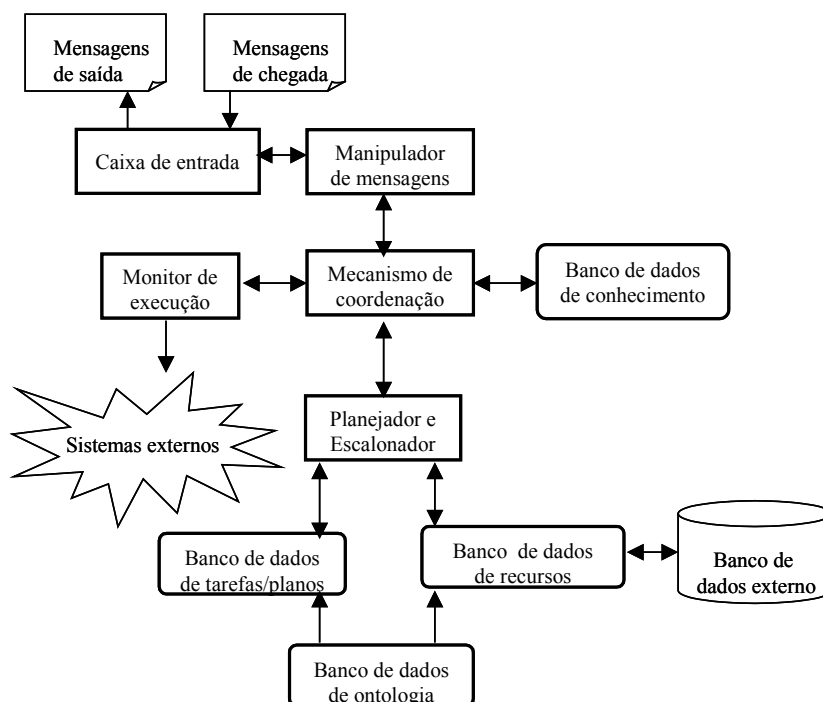 Mensagens
de saída
Mensagens
de chegada
Caixa de entrada
Manipulador
de mensagens
Monitor de
execução
Mecanismo de
coordenação
Banco de dados
de conhecimento
Sistemas externos
Planejador e
Escalonador
Banco de dados
de tarefas/planos
Banco de dados
de recursos
Banco de
dados externo
Banco de dados
de ontologia